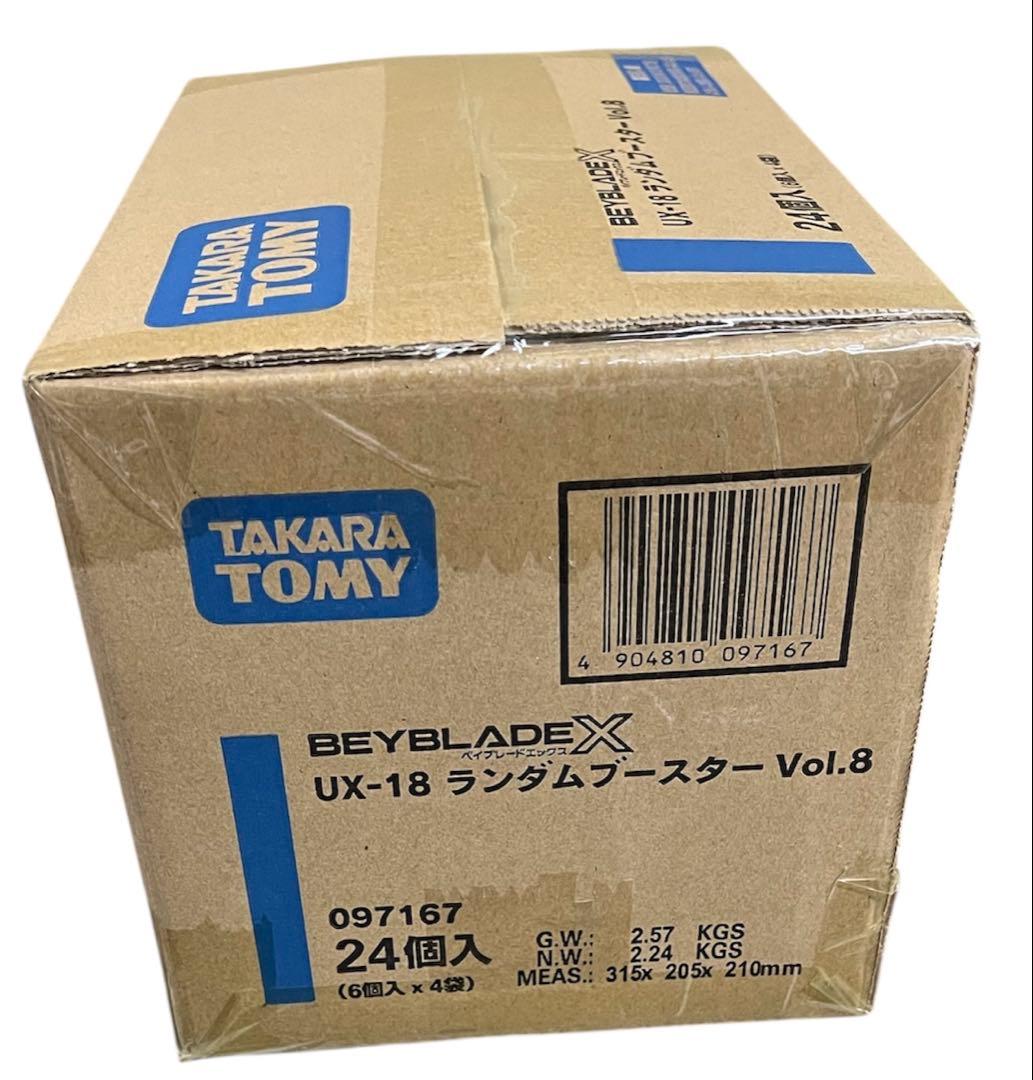 BEYBLADE X
UX-18 ランダムブースター Vol.8
24個入
TAKARA
TOMY
TAKARA
TOMY
4 904810 097167
BEYBLADE X
ベイブレードエックス
UX-18 ランダムブースター Vol.8
097167
24個入
(6個入 x 4袋)
G.W.: 2.57 KGS
N.W.: 2.24 KGS
MEAS.: 315x 205x 210mm